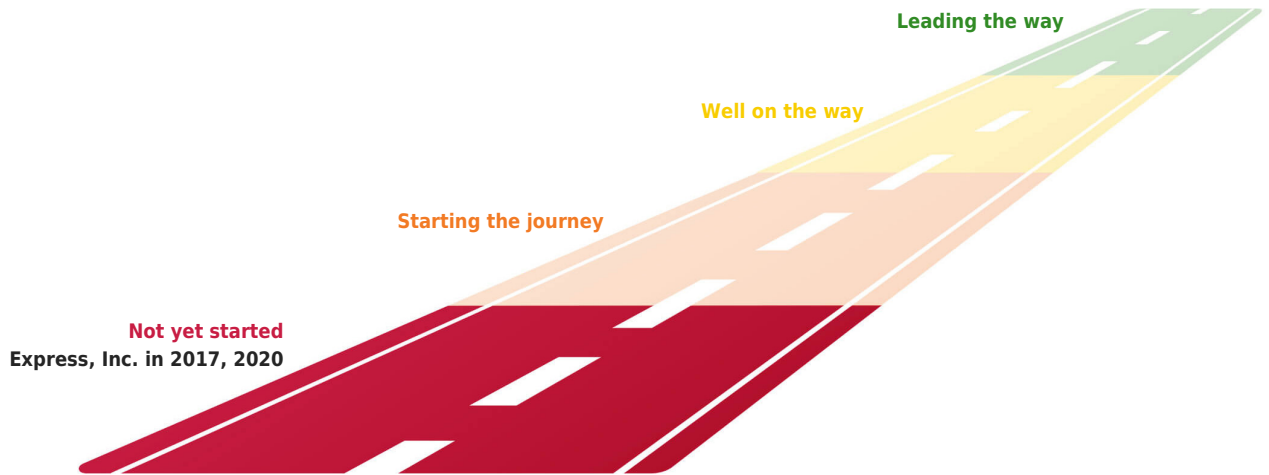 Leading the way
Well on the way
Starting the journey
Not yet started
Express, Inc. in 2017, 2020